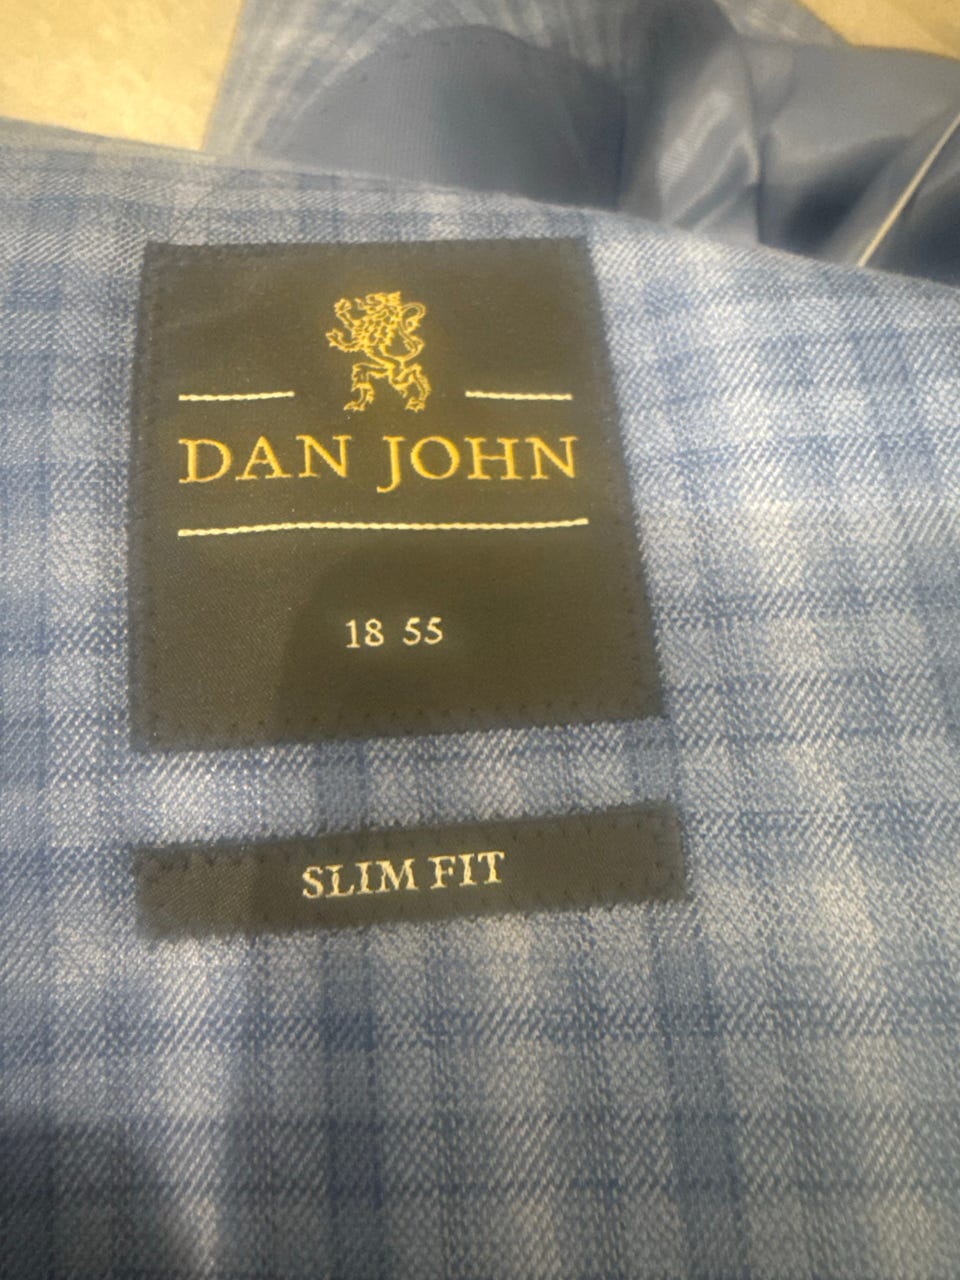 DAN JOHN
18 55
SLIM FIT